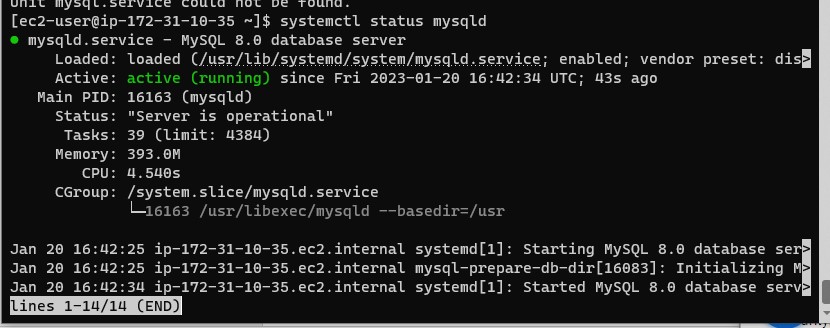 Unit mysql.service could not be found.
[ec2-user@ip-172-31-10-35 ~]$ systemctl status mysqld
● mysqld.service - MySQL 8.0 database server
Loaded: loaded (/usr/lib/systemd/system/mysqld.service; enabled; vendor preset: dis>
Active: active (running) since Fri 2023-01-20 16:42:34 UTC; 43s ago
Main PID: 16163 (mysqld)
Status: "Server is operational"
Tasks: 39 (limit: 4384)
Memory: 393.0M
CPU: 4.540s
CGroup: /system.slice/mysqld.service
└─16163 /usr/libexec/mysqld --basedir=/usr
Jan 20 16:42:25 ip-172-31-10-35.ec2.internal systemd[1]: Starting MySQL 8.0 database ser>
Jan 20 16:42:25 ip-172-31-10-35.ec2.internal mysql-prepare-db-dir[16083]: Initializing M>
Jan 20 16:42:34 ip-172-31-10-35.ec2.internal systemd[1]: Started MySQL 8.0 database serv>
lines 1-14/14 (END)